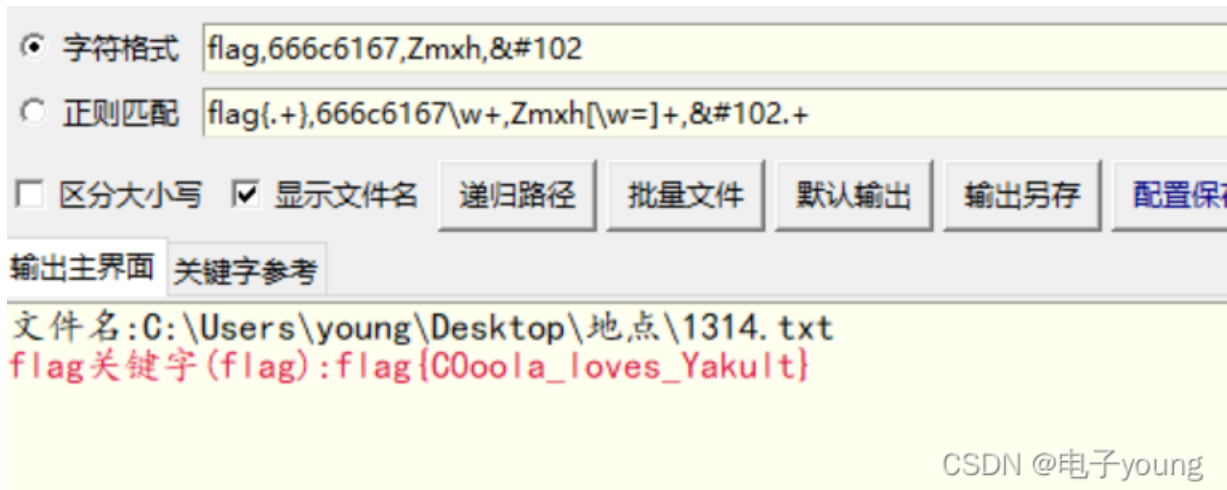 字符格式 flag,666c6167,Zmxh,&#102
正则匹配 flag{.+},666c6167\w+,Zmxh[\w=]+,&#102.+
区分大小写 显示文件名 递归路径 批量文件 默认输出 输出另存 配置保存
输出主界面 关键字参考
文件名:C:\Users\young\Desktop\地点\1314.txt
flag关键字(flag):flag{C0oola_loves_Yakult}
CSDN @电子young